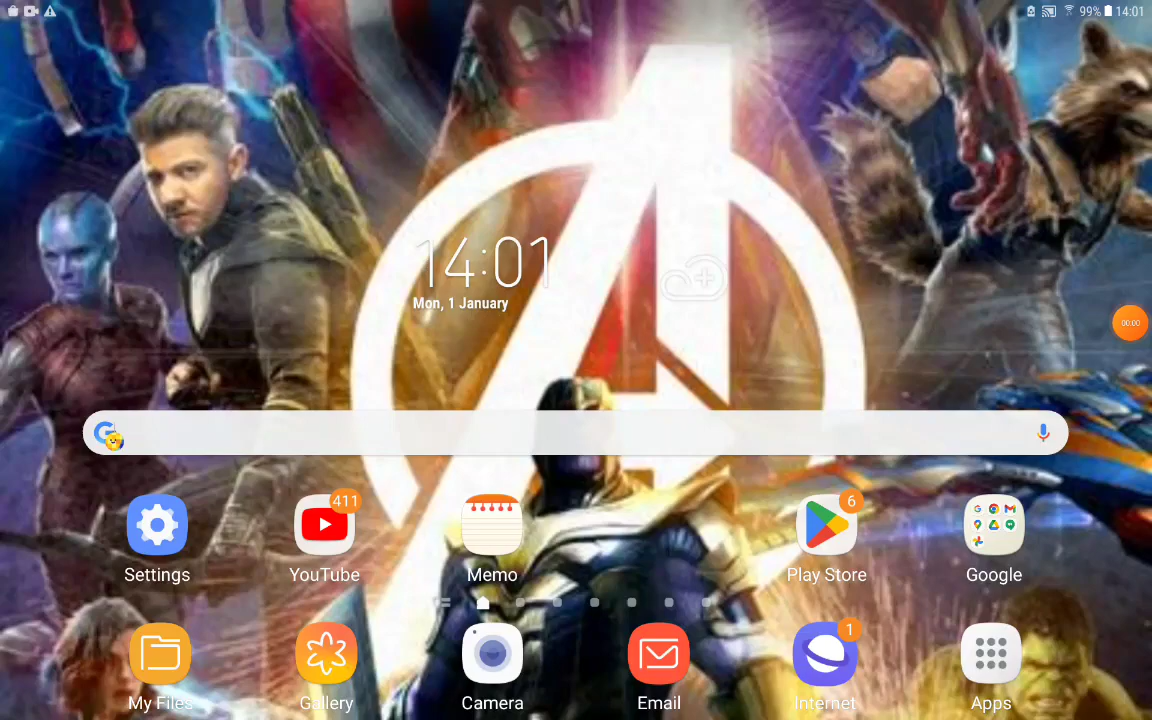 99% 14:01
14:01
Mon, 1 January
00:00
411
6
Settings
YouTube
Memo
Play Store
Google
1
My Files
Gallery
Camera
Email
Internet
Apps